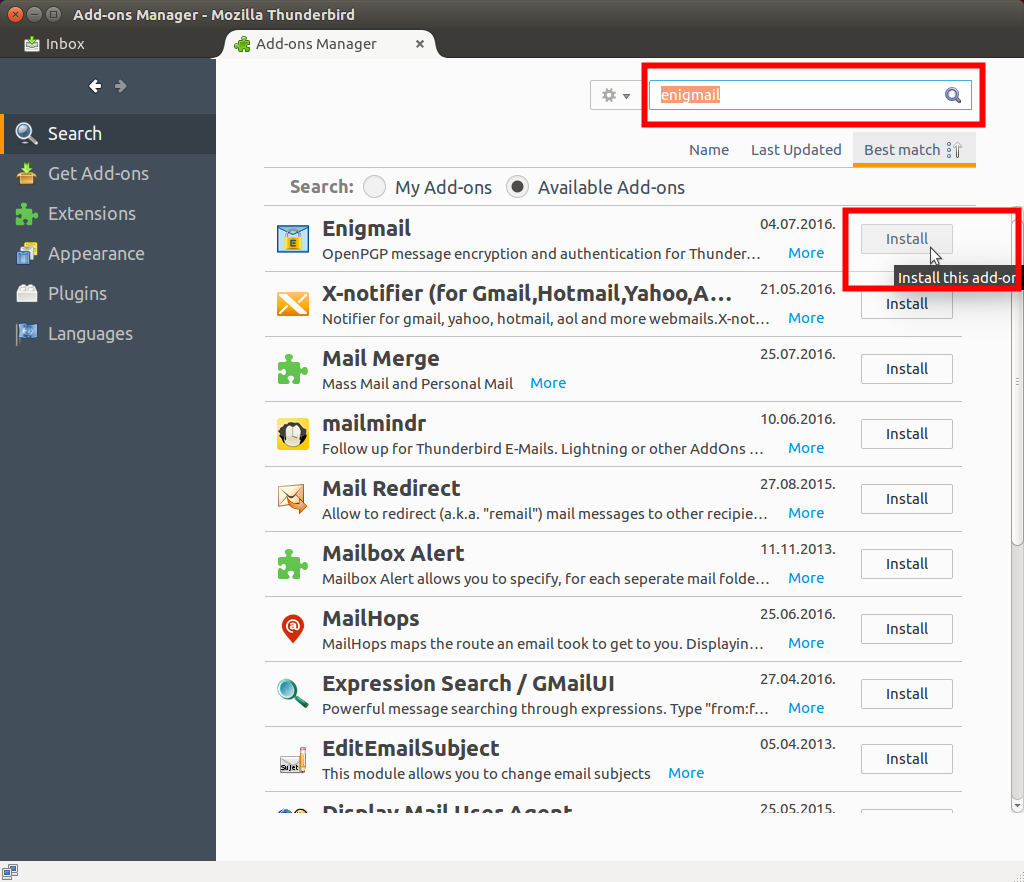 Add-ons Manager - Mozilla Thunderbird
Inbox
Add-ons Manager
enigmail
Search
Get Add-ons
Extensions
Appearance
Plugins
Languages
Name Last Updated Best match
Search: My Add-ons Available Add-ons
Enigmail 04.07.2016.
OpenPGP message encryption and authentication for Thunder... More
Install
Install this add-on
X-notifier (for Gmail,Hotmail,Yahoo,A... 21.05.2016.
Notifier for gmail, yahoo, hotmail, aol and more webmails.X-not... More
Install
Mail Merge 25.07.2016.
Mass Mail and Personal Mail More
Install
mailmindr 10.06.2016.
Follow up for Thunderbird E-Mails. Lightning or other AddOns ... More
Install
Mail Redirect 27.08.2015.
Allow to redirect (a.k.a. "remail") mail messages to other recipie... More
Install
Mailbox Alert 11.11.2013.
Mailbox Alert allows you to specify, for each seperate mail folde... More
Install
MailHops 25.06.2016.
MailHops maps the route an email took to get to you. Displayin... More
Install
Expression Search / GMailUI 27.04.2016.
Powerful message searching through expressions. Type "from:f... More
Install
Sujet
EditEmailSubject 05.04.2013.
This module allows you to change email subjects More
Install
Display Mail User Agent 25.05.2015.